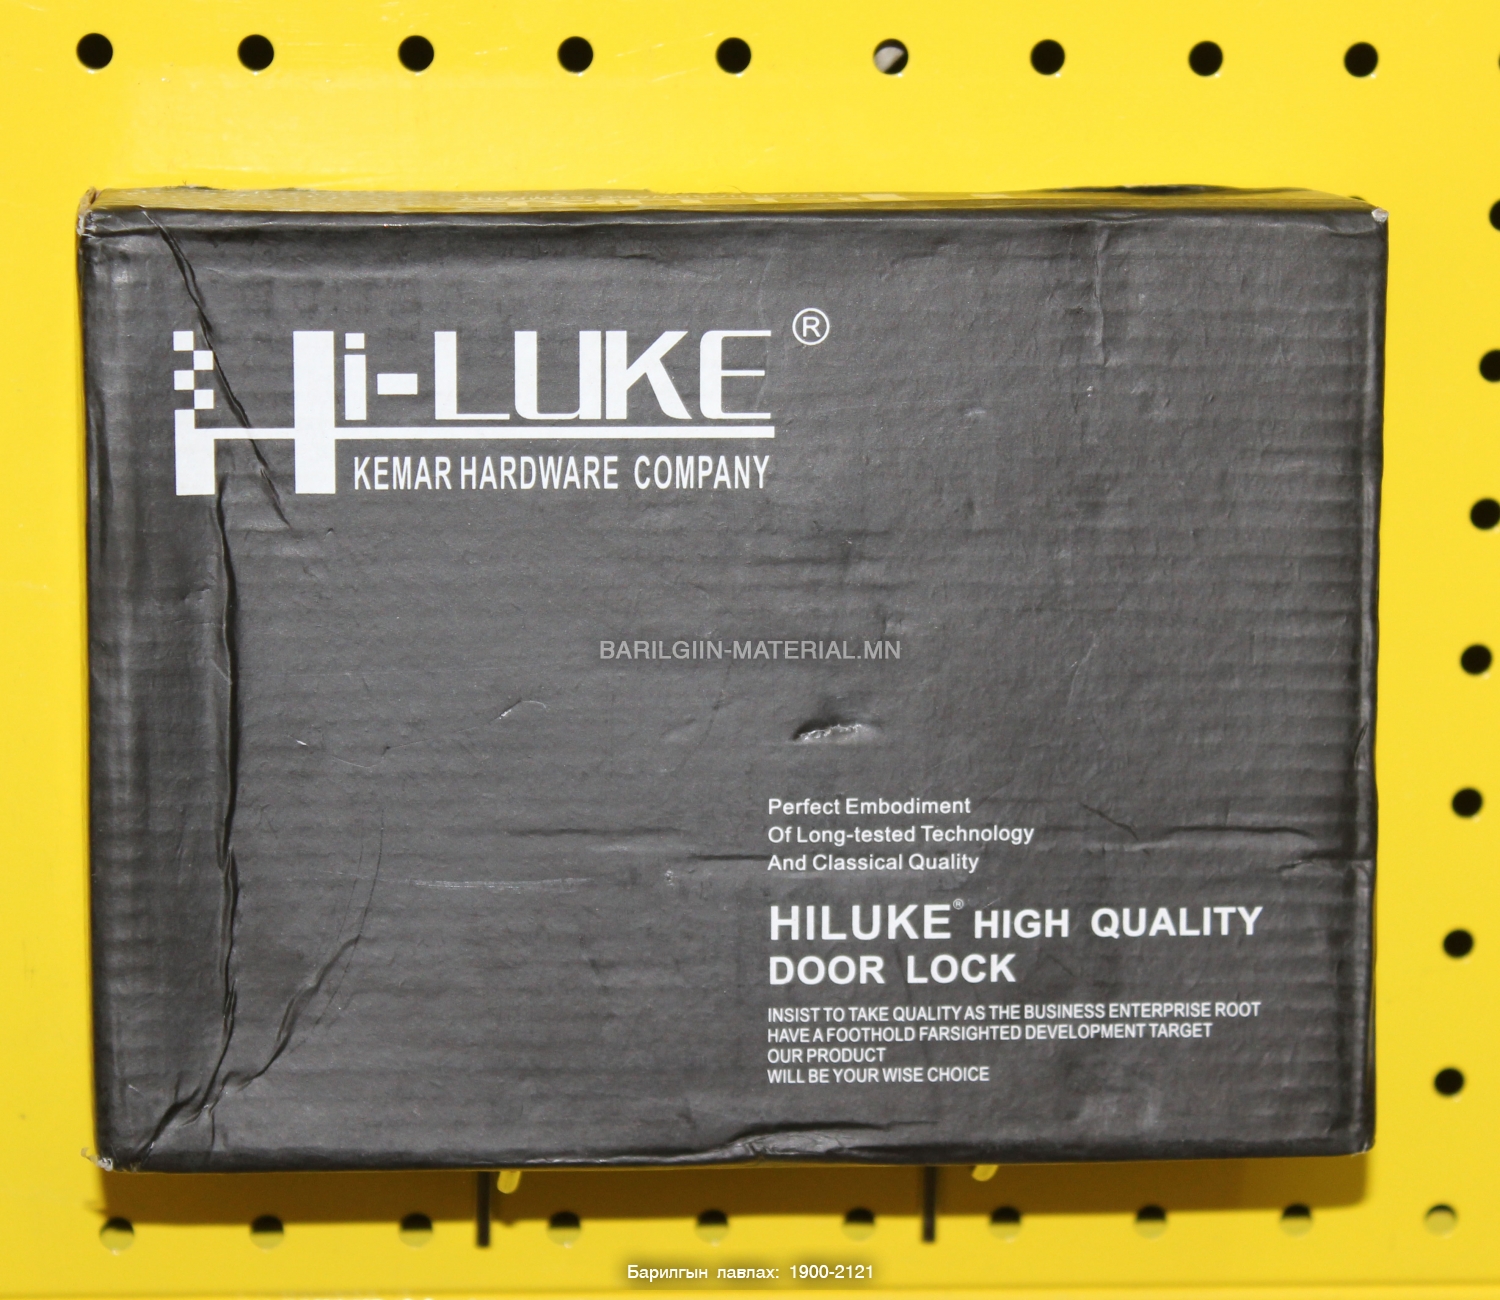 Hi-LUKE®
KEMAR HARDWARE COMPANY
BARILGIIN-MATERIAL.MN
Perfect Embodiment
Of Long-tested Technology
And Classical Quality
HILUKE® HIGH QUALITY
DOOR LOCK
INSIST TO TAKE QUALITY AS THE BUSINESS ENTERPRISE ROOT
HAVE A FOOTHOLD FARSIGHTED DEVELOPMENT TARGET
OUR PRODUCT
WILL BE YOUR WISE CHOICE
Барилгын лавлах: 1900-2121